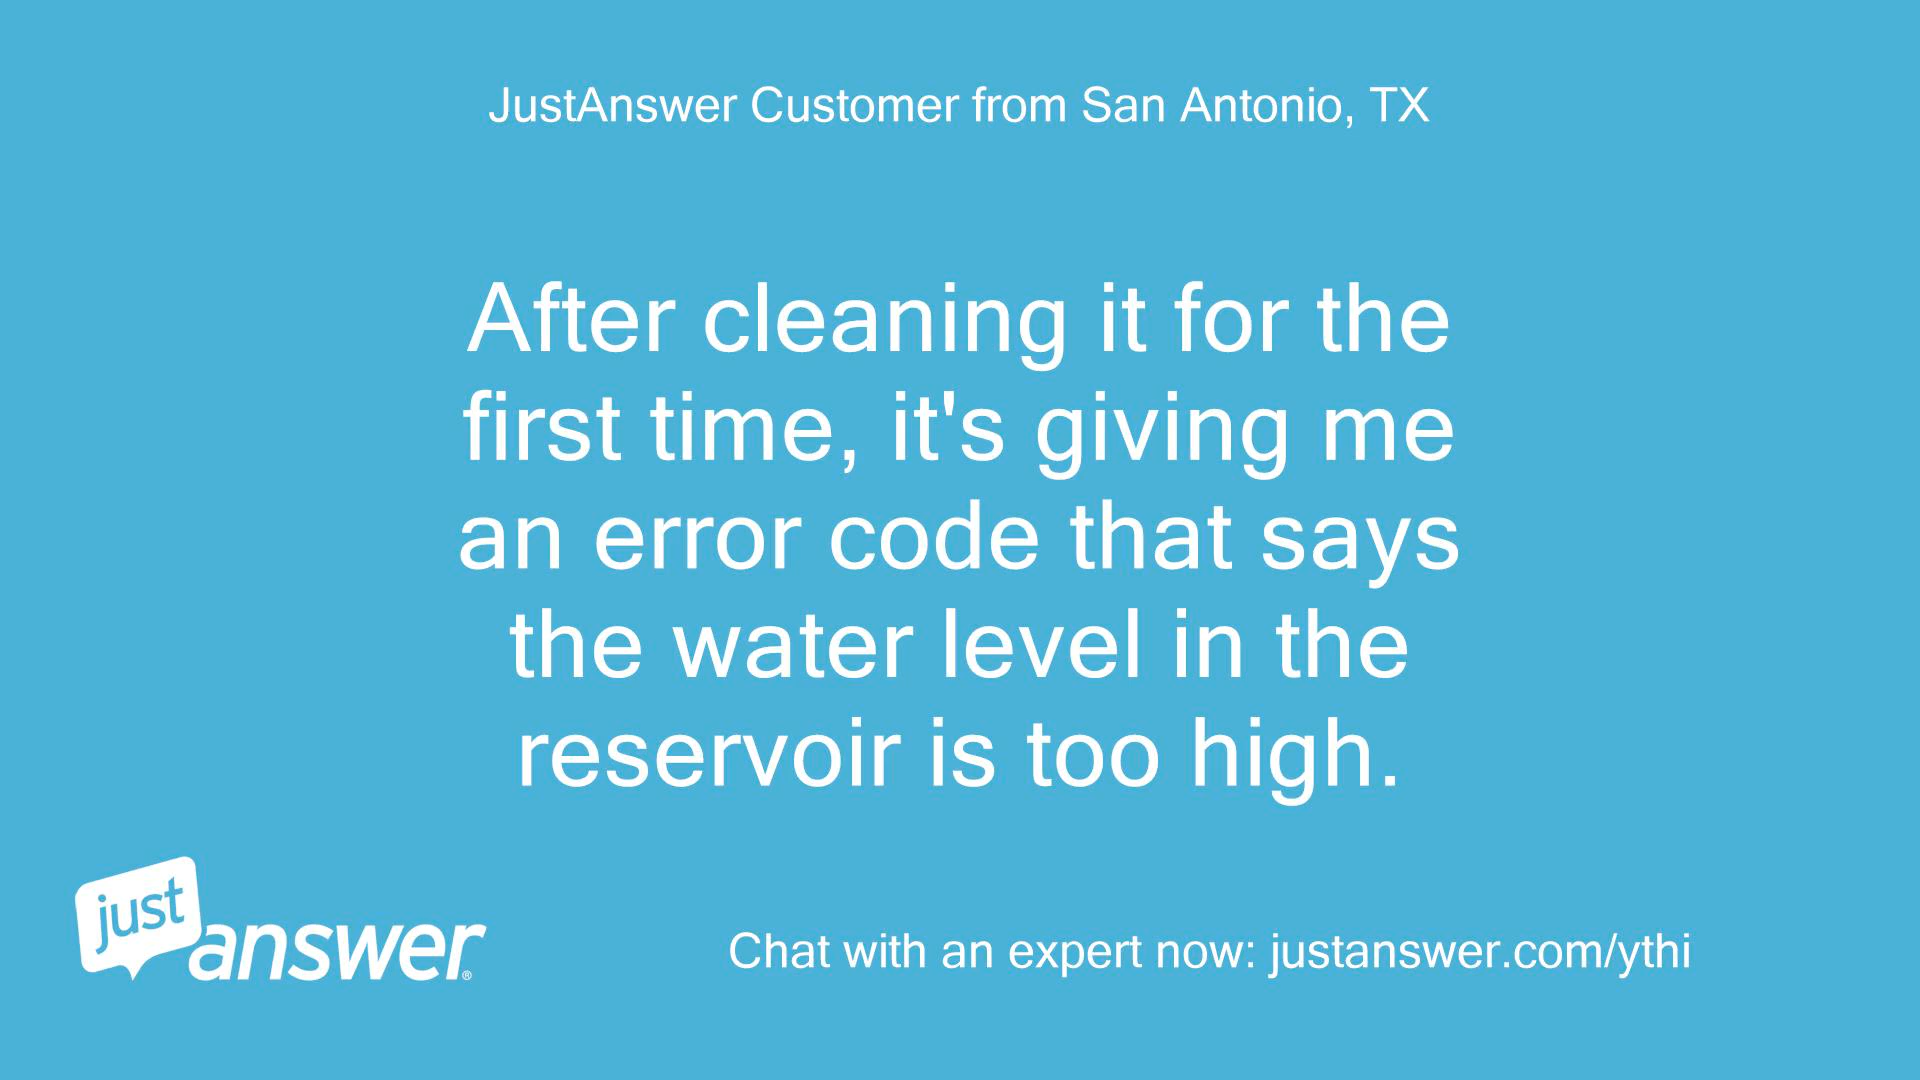 JustAnswer Customer from San Antonio, TX
After cleaning it for the
first time, it's giving me
an error code that says
the water level in the
reservoir is too high.
just
answer®
Chat with an expert now: justanswer.com/ythi